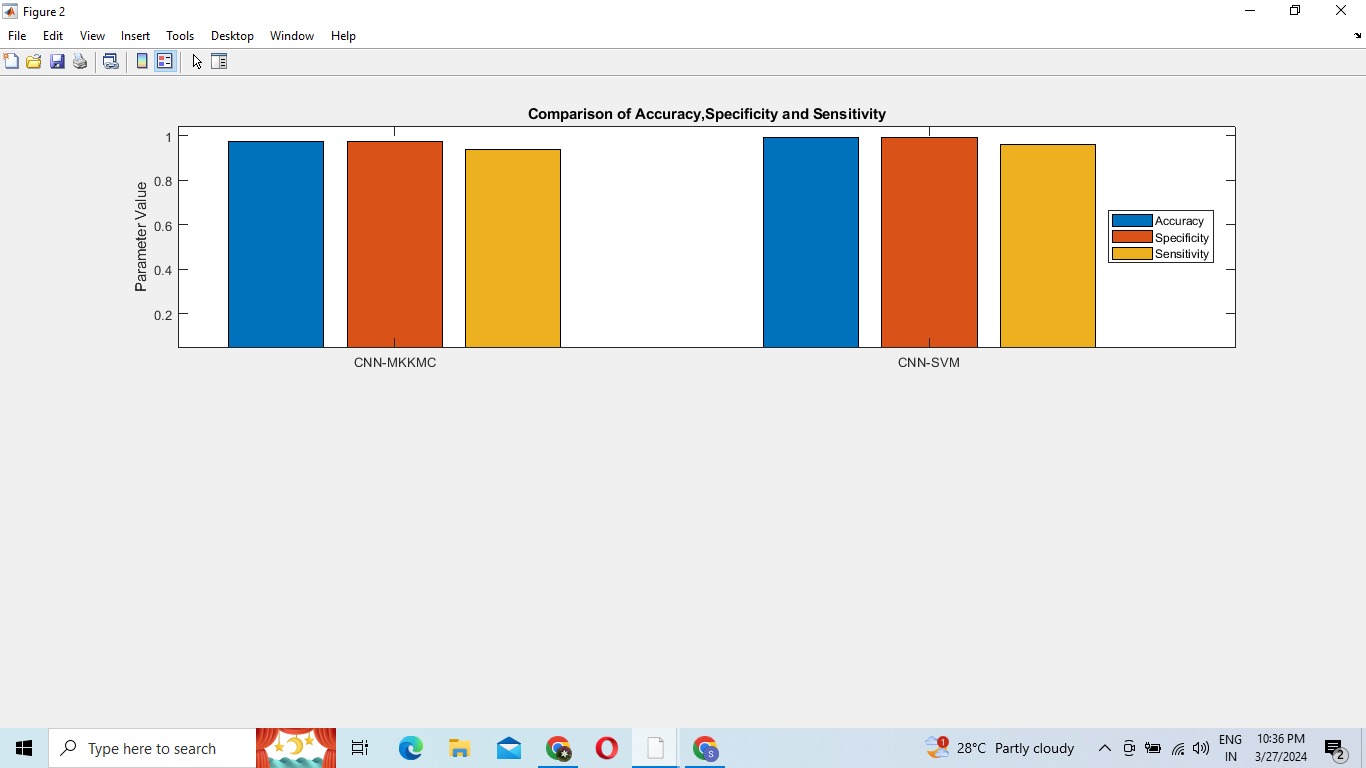 Figure 2
File Edit View Insert Tools Desktop Window Help
Comparison of Accuracy,Specificity and Sensitivity
Parameter Value
1
0.8
0.6
0.4
0.2
Accuracy
Specificity
Sensitivity
CNN-MKKMC CNN-SVM
Type here to search
S
1
28°C Partly cloudy
ENG
IN
10:36 PM
3/27/2024
2